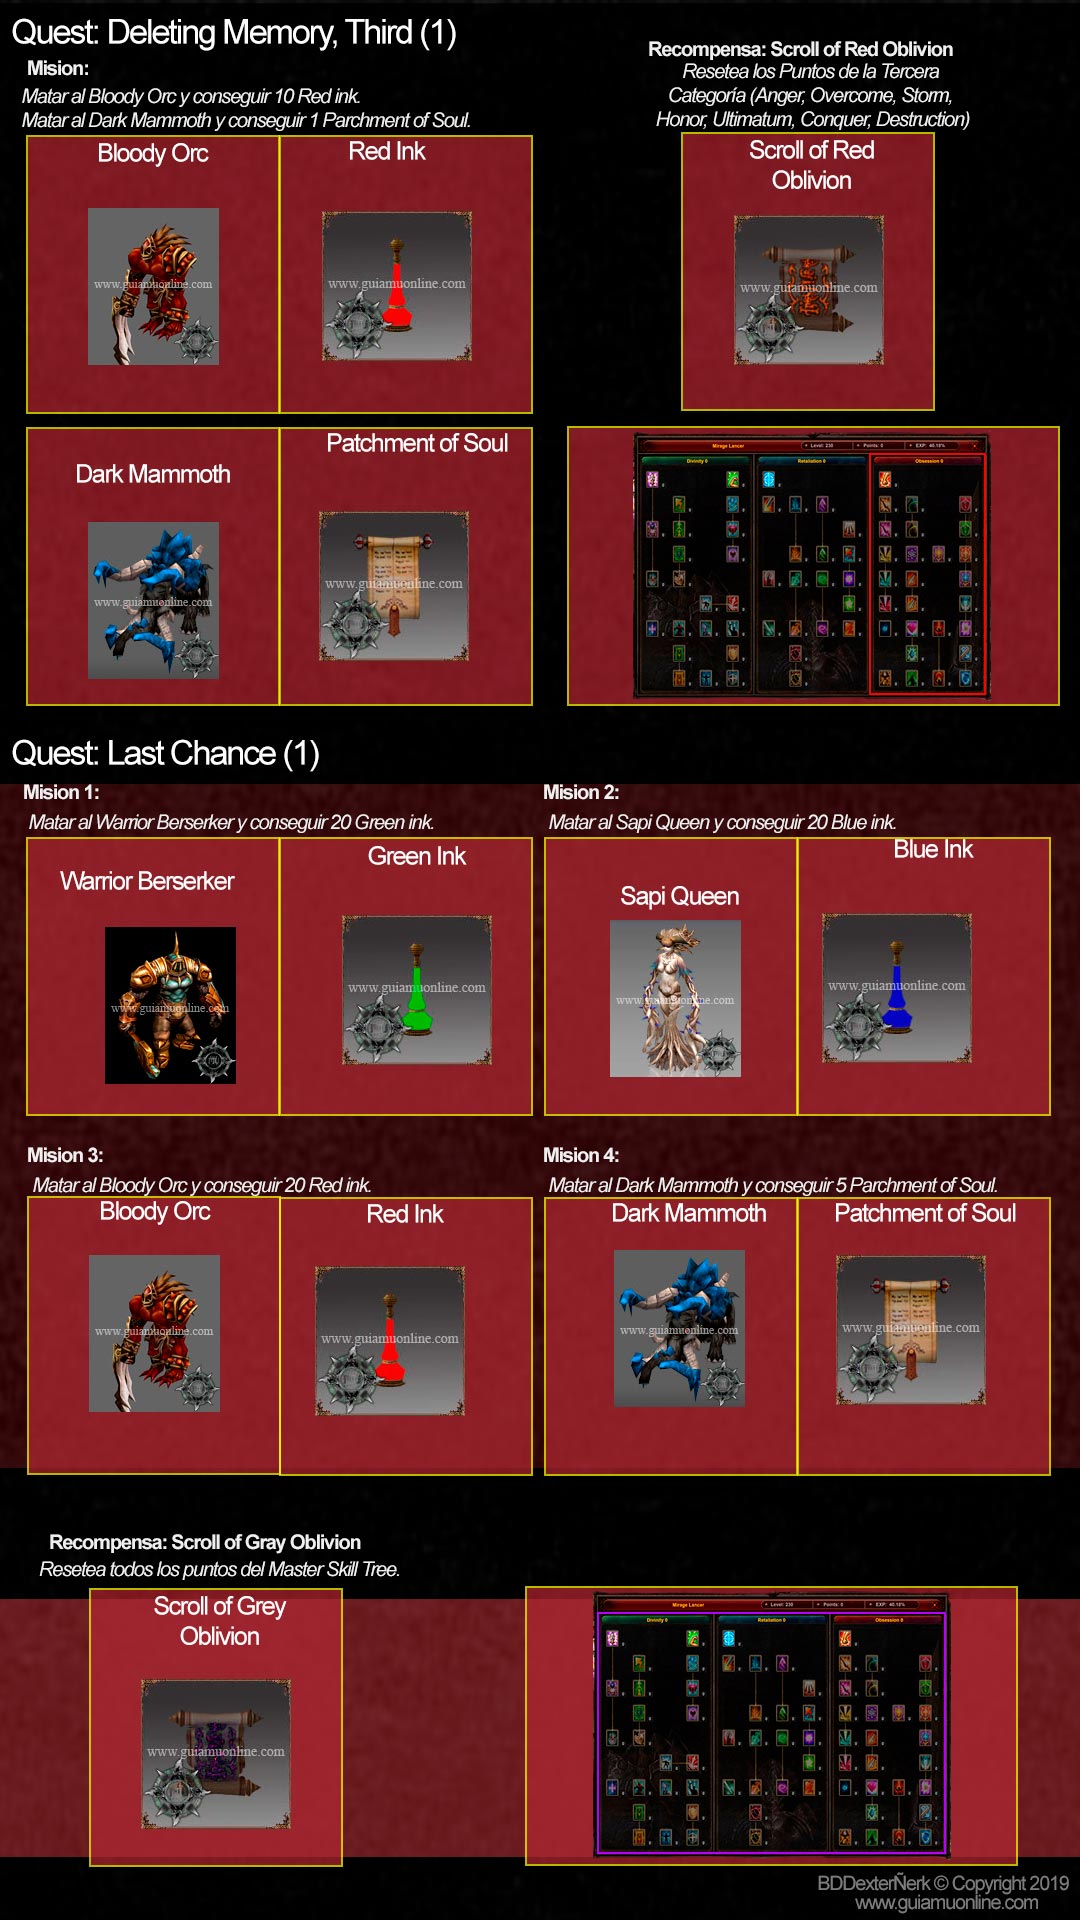 Quest: Deleting Memory, Third (1)
Mision:
Matar al Bloody Orc y conseguir 10 Red ink.
Matar al Dark Mammoth y conseguir 1 Parchment of Soul.
Recompensa: Scroll of Red Oblivion
Resetea los Puntos de la Tercera
Categoría (Anger, Overcome, Storm,
Honor, Ultimatum, Conquer, Destruction)
Bloody Orc
www.guiamuonline.com
Red Ink
www.guiamuonline.com
Scroll of Red
Oblivion
www.guiamuonline.com
Dark Mammoth
www.guiamuonline.com
Patchment of Soul
www.guiamuonline.com
Mirage Lancer
Level: 230
Points: 0
EXP: 40.18%
Divinity 0
Retaliation 0
Obsession 0
Quest: Last Chance (1)
Mision 1:
Matar al Warrior Berserker y conseguir 20 Green ink.
Warrior Berserker
www.guiamuonline.com
Green Ink
www.guiamuonline.com
Mision 2:
Matar al Sapi Queen y conseguir 20 Blue ink.
Sapi Queen
www.guiamuonline.com
Blue Ink
www.guiamuonline.com
Mision 3:
Matar al Bloody Orc y conseguir 20 Red ink.
Bloody Orc
www.guiamuonline.com
Red Ink
www.guiamuonline.com
Mision 4:
Matar al Dark Mammoth y conseguir 5 Parchment of Soul.
Dark Mammoth
www.guiamuonline.com
Patchment of Soul
www.guiamuonline.com
Recompensa: Scroll of Gray Oblivion
Resetea todos los puntos del Master Skill Tree.
Scroll of Grey
Oblivion
www.guiamuonline.com
Mirage Lancer
Level: 230
Points: 0
EXP: 40.18%
Divinity 0
Retaliation 0
Obsession 0
BDDexterÑerk © Copyright 2019
www.guiamuonline.com